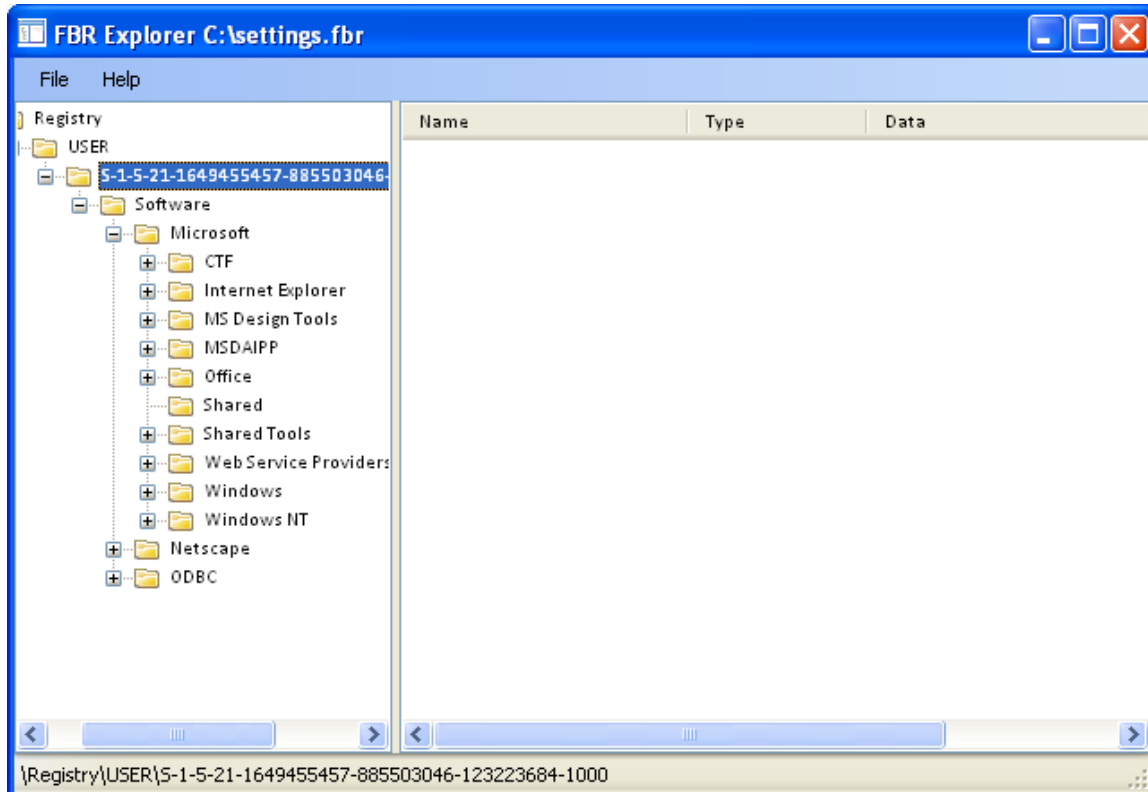 FBR Explorer C:\settings.fbr
File Help
Registry
Name Type Data
USER
S-1-5-21-1649455457-885503046-
Software
Microsoft
CTF
Internet Explorer
MS Design Tools
MSDAIPP
Office
Shared
Shared Tools
Web Service Providers
Windows
Windows NT
Netscape
ODBC
\Registry\USER\S-1-5-21-1649455457-885503046-123223684-1000